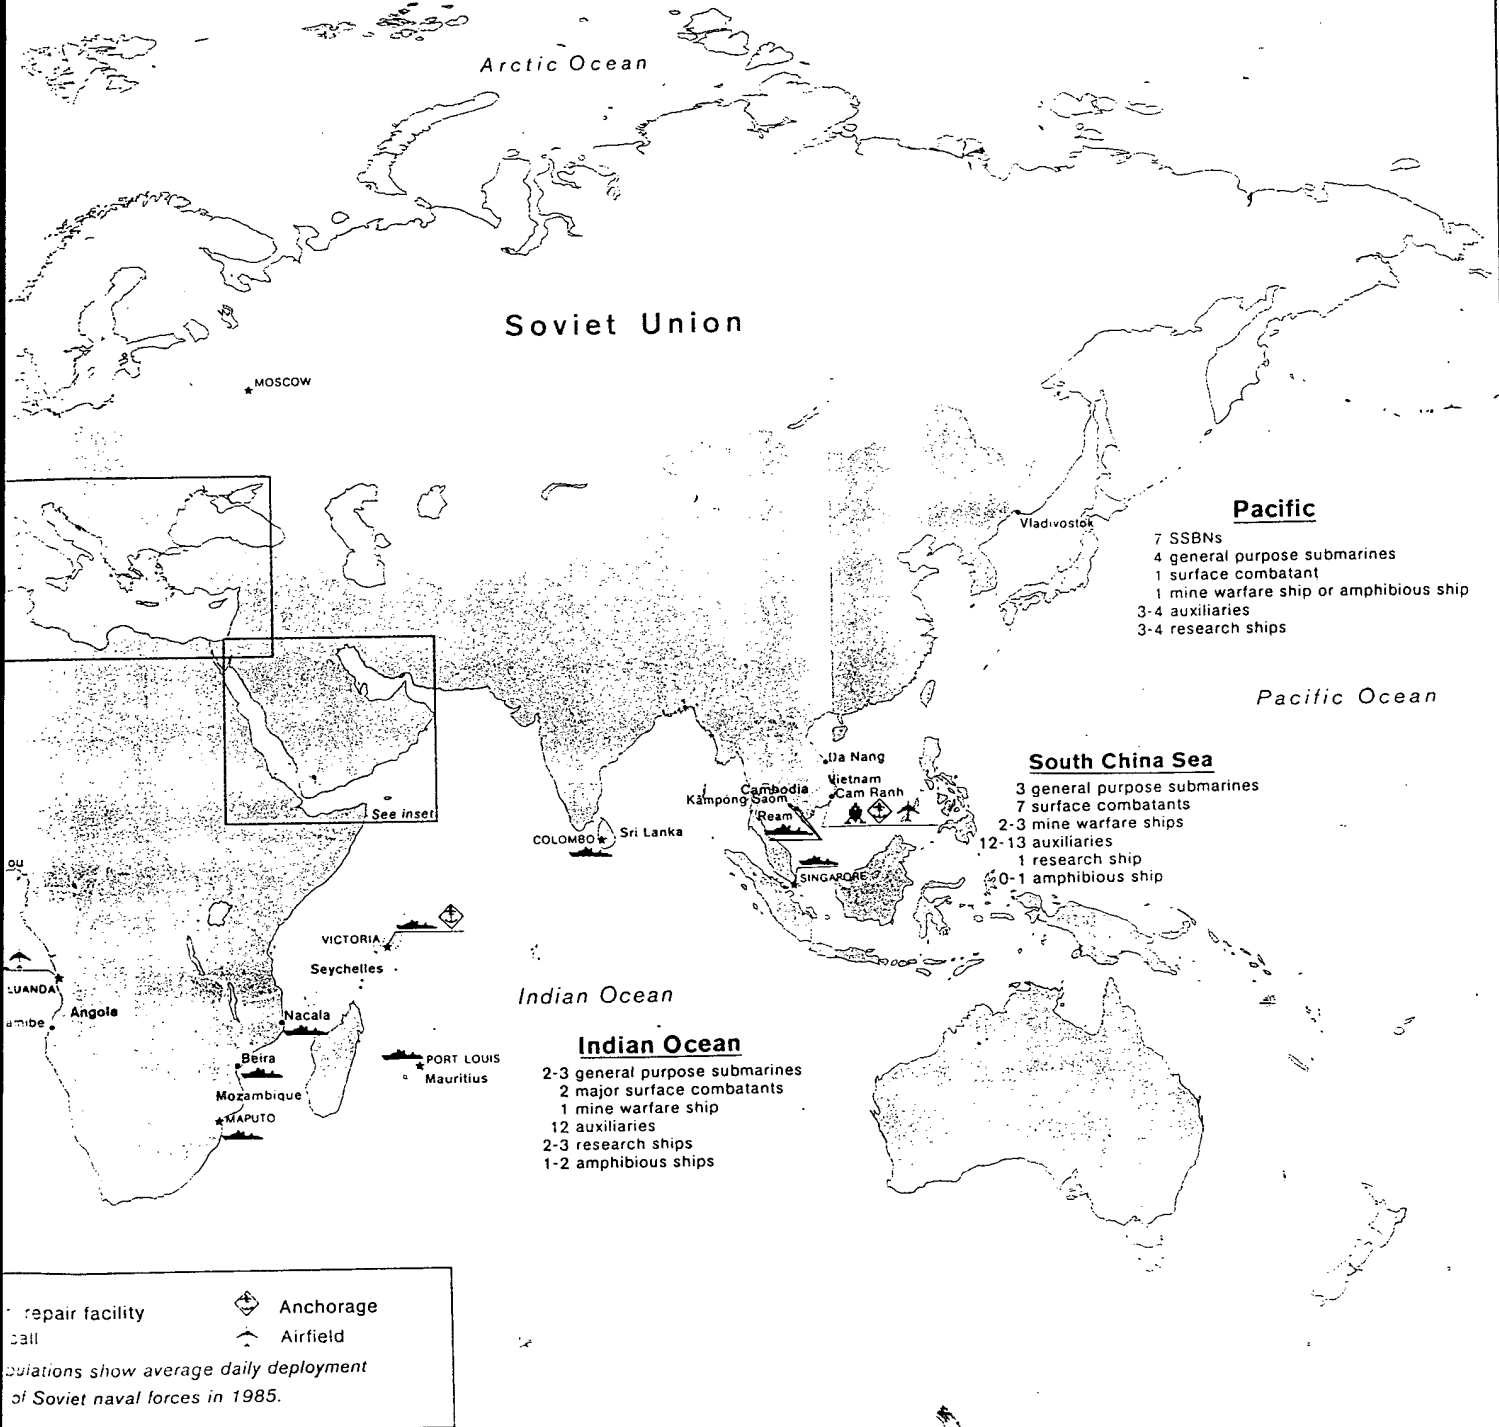 Arctic Ocean
Soviet Union
MOSCOW
Vladivostok
Pacific
7 SSBNs
4 general purpose submarines
1 surface combatant
1 mine warfare ship or amphibious ship
3-4 auxiliaries
3-4 research ships
Pacific Ocean
Da Nang
Vietnam
Cam Ranh
Cambodia
Kampong Saom
Ream
South China Sea
3 general purpose submarines
7 surface combatants
2-3 mine warfare ships
12-13 auxiliaries
1 research ship
0-1 amphibious ship
See inset
COLOMBO
Sri Lanka
SINGAPORE
ou
VICTORIA
Seychelles
LUANDA
Angola
amibe
Indian Ocean
Nacala
Beira
Mozambique
MAPUTO
PORT LOUIS
Mauritius
Indian Ocean
2-3 general purpose submarines
2 major surface combatants
1 mine warfare ship
12 auxiliaries
2-3 research ships
1-2 amphibious ships
repair facility
Anchorage
call
Airfield
show average daily deployment
of Soviet naval forces in 1985.